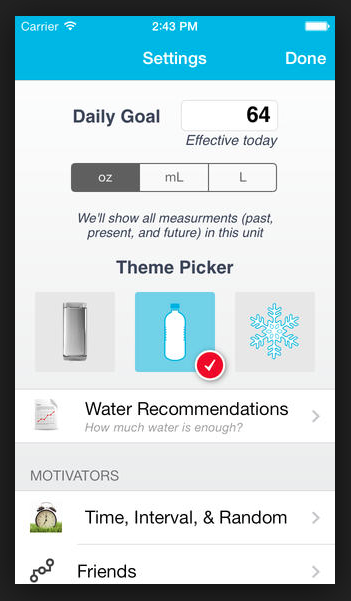 Carrier 2:43 PM
Settings Done
Daily Goal 64
Effective today
oz mL L
We'll show all measurments (past,
present, and future) in this unit
Theme Picker
Water Recommendations
How much water is enough?
MOTIVATORS
Time, Interval, & Random
Friends